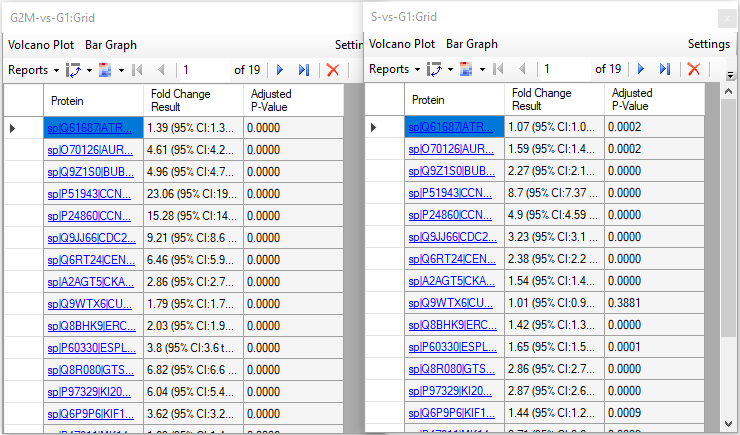 G2M-vs-G1:Grid
Volcano Plot Bar Graph Settin
Reports 1 of 19
Protein Fold Change Result Adjusted P-Value
sp|Q61687|ATR... 1.39 (95% CI:1.3... 0.0000
sp|O70126|AUR... 4.61 (95% CI:4.2... 0.0000
sp|Q9Z1S0|BUB... 4.96 (95% CI:4.7... 0.0000
sp|P51943|CCN... 23.06 (95% CI:19... 0.0000
sp|P24860|CCN... 15.28 (95% CI:14... 0.0000
sp|Q9JJ66|CDC2... 9.21 (95% CI:8.6 ... 0.0000
sp|Q6RT24|CEN... 6.46 (95% CI:5.9... 0.0000
sp|A2AGT5|CKA... 2.86 (95% CI:2.7... 0.0000
sp|Q9WTX6|CU... 1.79 (95% CI:1.7... 0.0000
sp|Q8BHK9|ERC... 2.03 (95% CI:1.9... 0.0000
sp|P60330|ESPL... 3.8 (95% CI:3.6 t... 0.0000
sp|Q8R080|GTS... 6.82 (95% CI:6.6 ... 0.0000
sp|P97329|KI20... 6.04 (95% CI:5.4... 0.0000
sp|Q6P9P6|KIF1... 3.62 (95% CI:3.2... 0.0000
S-vs-G1:Grid
Volcano Plot Bar Graph Settings
Reports 1 of 19
Protein Fold Change Result Adjusted P-Value
sp|Q61687|ATR... 1.07 (95% CI:1.0... 0.0002
sp|O70126|AUR... 1.59 (95% CI:1.4... 0.0002
sp|Q9Z1S0|BUB... 2.27 (95% CI:2.1... 0.0000
sp|P51943|CCN... 8.7 (95% CI:7.37 ... 0.0000
sp|P24860|CCN... 4.9 (95% CI:4.59 ... 0.0000
sp|Q9JJ66|CDC2... 3.23 (95% CI:3.1 ... 0.0000
sp|Q6RT24|CEN... 2.38 (95% CI:2.2 ... 0.0000
sp|A2AGT5|CKA... 1.54 (95% CI:1.4... 0.0000
sp|Q9WTX6|CU... 1.01 (95% CI:0.9... 0.3881
sp|Q8BHK9|ERC... 1.42 (95% CI:1.3... 0.0000
sp|P60330|ESPL... 1.65 (95% CI:1.5... 0.0001
sp|Q8R080|GTS... 2.86 (95% CI:2.7... 0.0000
sp|P97329|KI20... 2.87 (95% CI:2.6... 0.0000
sp|Q6P9P6|KIF1... 1.44 (95% CI:1.2... 0.0009